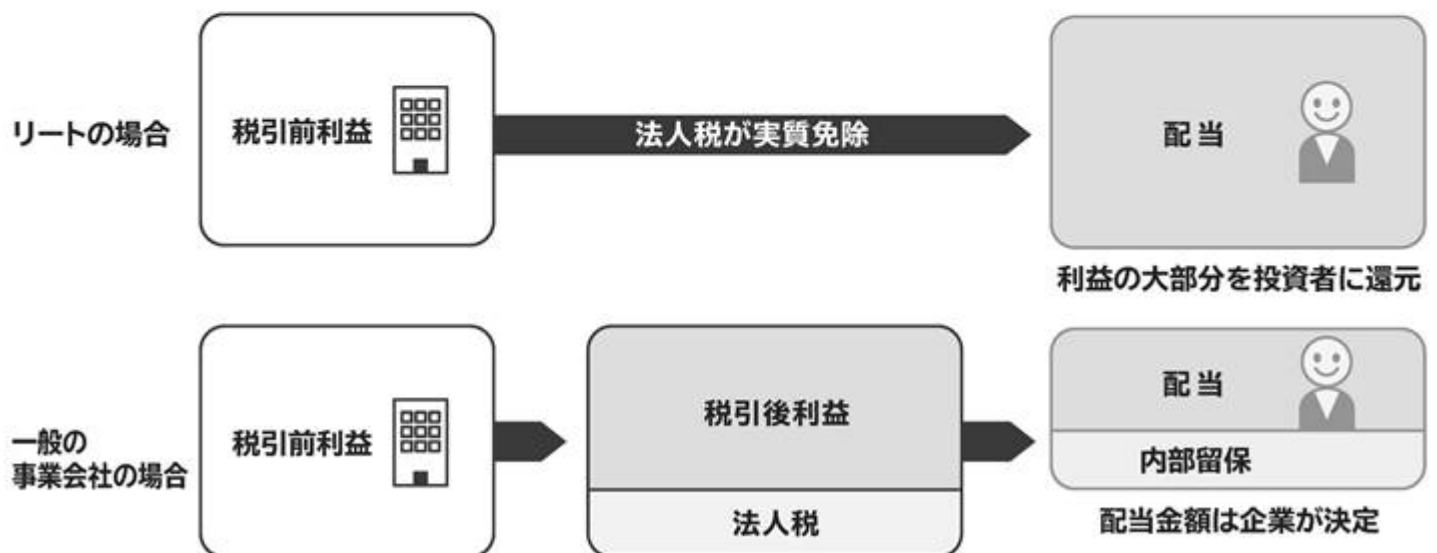 リートの場合
税引前利益
法人税が実質免除
配当
利益の大部分を投資者に還元
一般の
事業会社の場合
税引前利益
税引後利益
法人税
配当
内部留保
配当金額は企業が決定